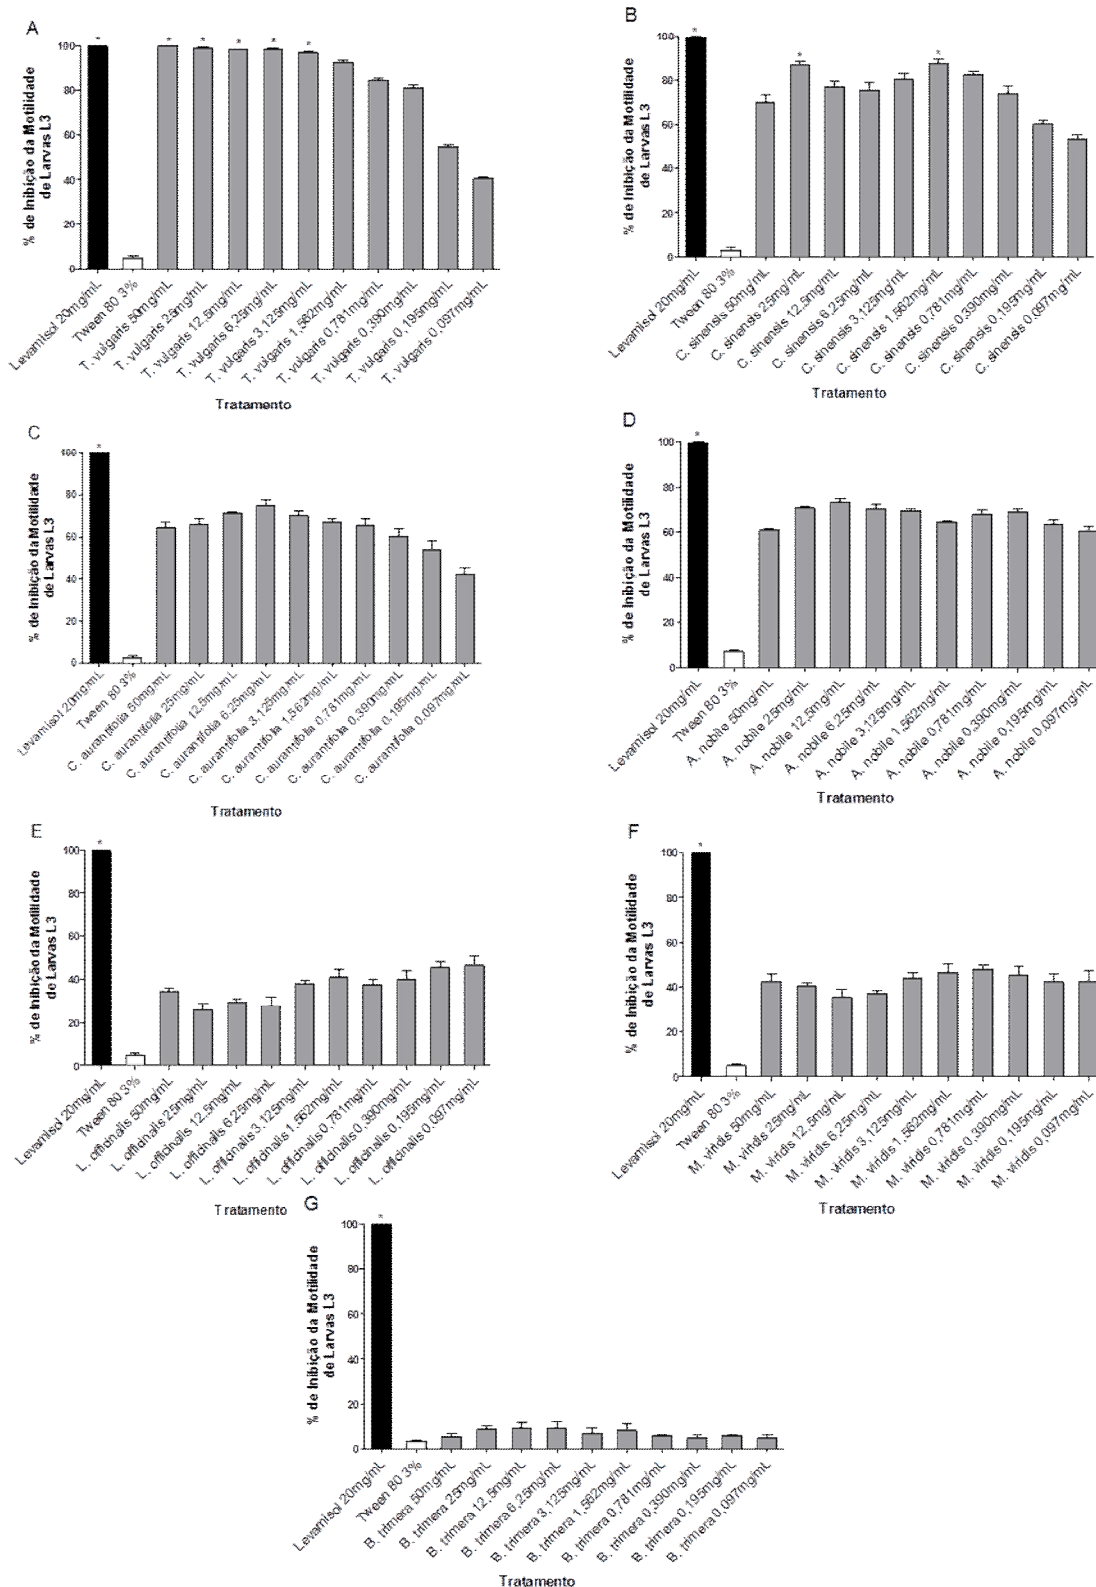 A
% de Inibição da Motilidade
de Larvas L3
100
80
60
40
20
0
* * * * * *
Levamisol 20mg/mL
Tween 80 3%
T. vulgaris 50mg/mL
T. vulgaris 25mg/mL
T. vulgaris 12,5mg/mL
T. vulgaris 6,25mg/mL
T. vulgaris 3,125mg/mL
T. vulgaris 1,562mg/mL
T. vulgaris 0,781mg/mL
T. vulgaris 0,390mg/mL
T. vulgaris 0,195mg/mL
T. vulgaris 0,097mg/mL
Tratamento
B
% de Inibição da Motilidade
de Larvas L3
100
80
60
40
20
0
* * *
Levamisol 20mg/mL
Tween 80 3%
C. sinensis 50mg/mL
C. sinensis 25mg/mL
C. sinensis 12,5mg/mL
C. sinensis 6,25mg/mL
C. sinensis 3,125mg/mL
C. sinensis 1,562mg/mL
C. sinensis 0,781mg/mL
C. sinensis 0,390mg/mL
C. sinensis 0,195mg/mL
C. sinensis 0,097mg/mL
Tratamento
C
% de Inibição da Motilidade
de Larvas L3
100
80
60
40
20
0
*
Levamisol 20mg/mL
Tween 80 3%
C. aurantifolia 50mg/mL
C. aurantifolia 25mg/mL
C. aurantifolia 12,5mg/mL
C. aurantifolia 6,25mg/mL
C. aurantifolia 3,125mg/mL
C. aurantifolia 1,562mg/mL
C. aurantifolia 0,781mg/mL
C. aurantifolia 0,390mg/mL
C. aurantifolia 0,195mg/mL
C. aurantifolia 0,097mg/mL
Tratamento
D
% de Inibição da Motilidade
de Larvas L3
100
80
60
40
20
0
*
Levamisol 20mg/mL
Tween 80 3%
A. nobile 50mg/mL
A. nobile 25mg/mL
A. nobile 12,5mg/mL
A. nobile 6,25mg/mL
A. nobile 3,125mg/mL
A. nobile 1,562mg/mL
A. nobile 0,781mg/mL
A. nobile 0,390mg/mL
A. nobile 0,195mg/mL
A. nobile 0,097mg/mL
Tratamento
E
% de Inibição da Motilidade
de Larvas L3
100
80
60
40
20
0
*
Levamisol 20mg/mL
Tween 80 3%
L. officinalis 50mg/mL
L. officinalis 25mg/mL
L. officinalis 12,5mg/mL
L. officinalis 6,25mg/mL
L. officinalis 3,125mg/mL
L. officinalis 1,562mg/mL
L. officinalis 0,781mg/mL
L. officinalis 0,390mg/mL
L. officinalis 0,195mg/mL
L. officinalis 0,097mg/mL
Tratamento
F
% de Inibição da Motilidade
de Larvas L3
100
80
60
40
20
0
*
Levamisol 20mg/mL
Tween 80 3%
M. viridis 50mg/mL
M. viridis 25mg/mL
M. viridis 12,5mg/mL
M. viridis 6,25mg/mL
M. viridis 3,125mg/mL
M. viridis 1,562mg/mL
M. viridis 0,781mg/mL
M. viridis 0,390mg/mL
M. viridis 0,195mg/mL
M. viridis 0,097mg/mL
Tratamento
G
% de Inibição da Motilidade
de Larvas L3
100
80
60
40
20
0
*
Levamisol 20mg/mL
Tween 80 3%
B. trimera 50mg/mL
B. trimera 25mg/mL
B. trimera 12,5mg/mL
B. trimera 6,25mg/mL
B. trimera 3,125mg/mL
B. trimera 1,562mg/mL
B. trimera 0,781mg/mL
B. trimera 0,390mg/mL
B. trimera 0,195mg/mL
B. trimera 0,097mg/mL
Tratamento